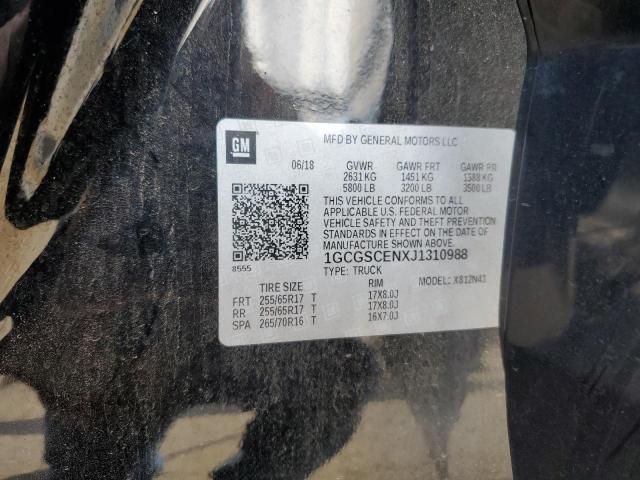 GM
MFD BY GENERAL MOTORS LLC
06/18 GVWR GAWR FRT GAWR RR
2631 KG 1451 KG 1588 KG
5800 LB 3200 LB 3500 LB
THIS VEHICLE CONFORMS TO ALL
APPLICABLE U.S. FEDERAL MOTOR
VEHICLE SAFETY AND THEFT PREVENTION
STANDARDS IN EFFECT ON THE DATE OF
MANUFACTURE SHOWN ABOVE.
1GCGSCENXJ1310988
8555 TYPE: TRUCK MODEL: X812N43
TIRE SIZE RIM
FRT 255/65R17 T 17X8.0J
RR 255/65R17 T 17X8.0J
SPA 265/70R16 T 16X7.0J